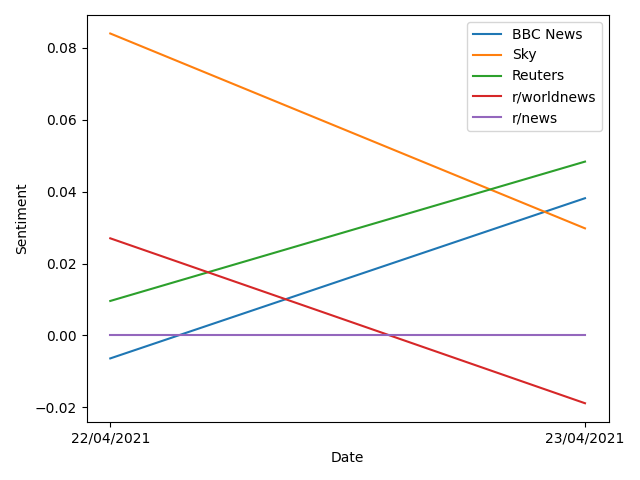 BBC News
Sky
Reuters
r/worldnews
r/news
0.08
0.06
0.04
0.02
0.00
−0.02
Sentiment
22/04/2021
23/04/2021
Date